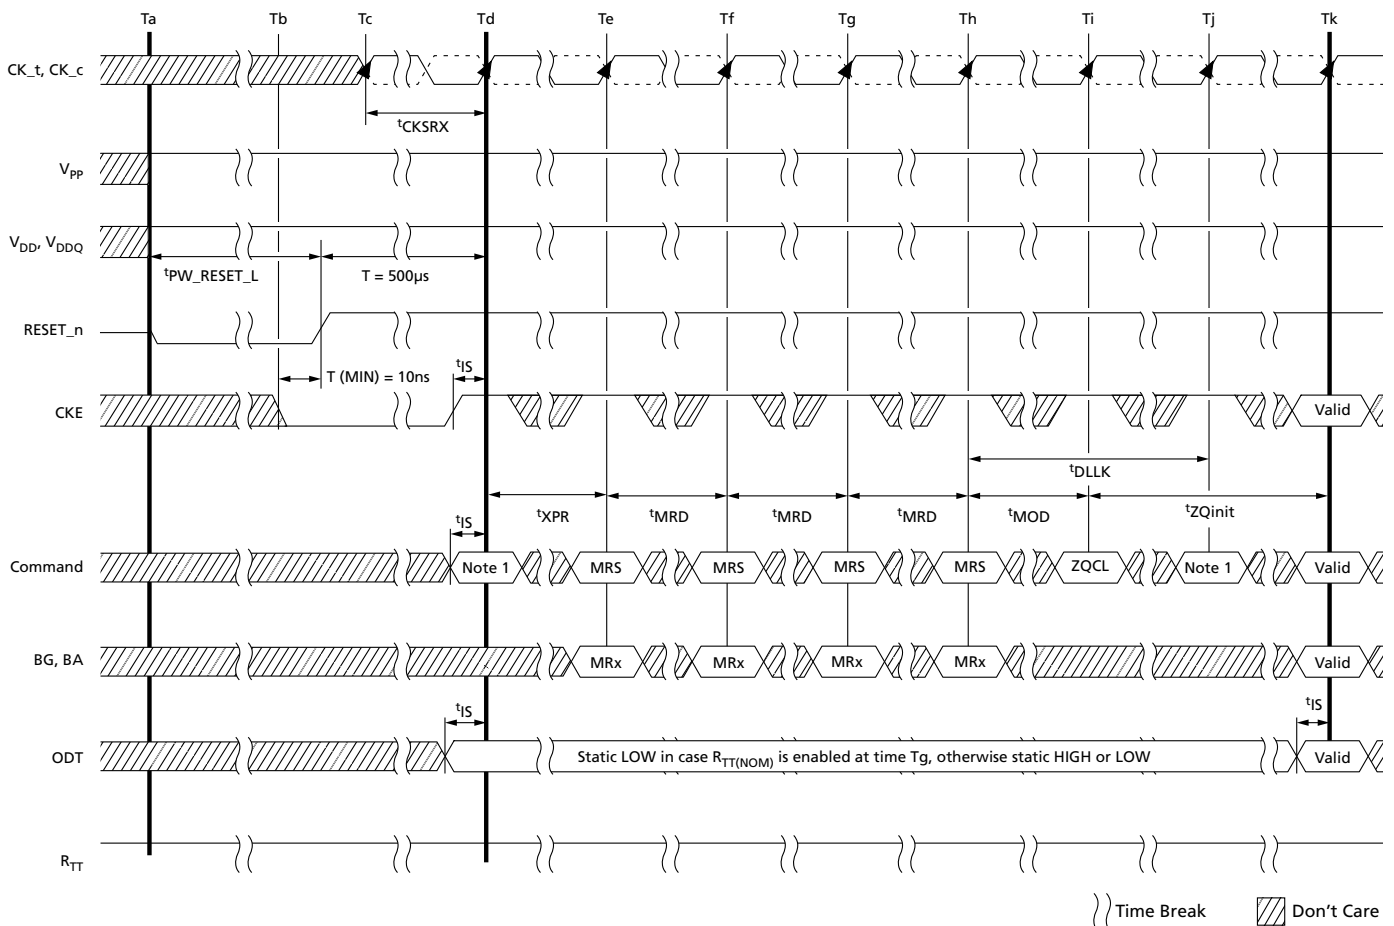 Ta Tb Tc Td Te Tf Tg Th Ti Tj Tk
CK_t, CK_c
tCKSRX
VPP
VDD, VDDQ
tPW_RESET_L T = 500µs
RESET_n
T (MIN) = 10ns tIS
CKE Valid
tDLLK
tXPR tMRD tMRD tMRD tMOD tZQinit
tIS
Command Note 1 MRS MRS MRS MRS ZQCL Note 1 Valid
BG, BA MRx MRx MRx MRx Valid
tIS tIS
ODT Static LOW in case RTT(NOM) is enabled at time Tg, otherwise static HIGH or LOW Valid
RTT
Time Break Don't Care